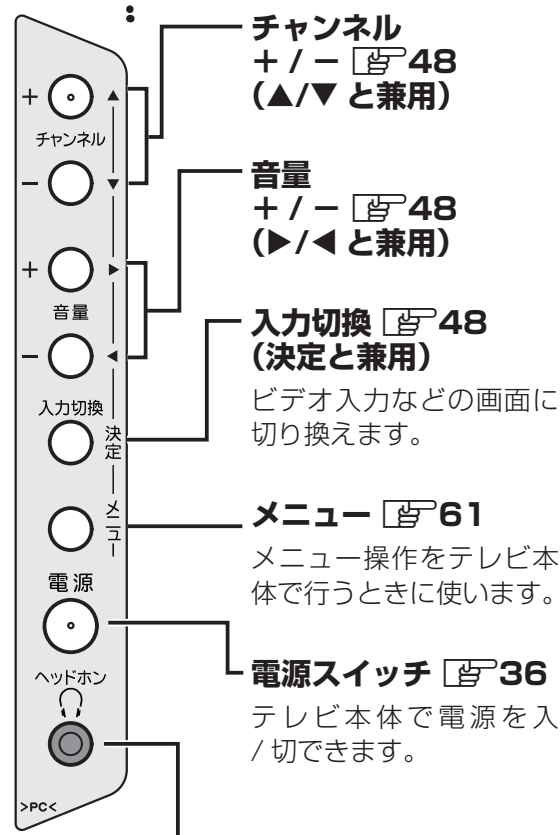 +
▲
チャンネル
−
▼
+
▶
音量
−
◀
入力切換
決定
メニュー
電源
ヘッドホン
>PC<
チャンネル
+ / − 48
(▲/▼ と兼用)
音量
+ / − 48
(▶/◀ と兼用)
入力切換 48
(決定と兼用)
ビデオ入力などの画面に
切り換えます。
メニュー 61
メニュー操作をテレビ本
体で行うときに使います。
電源スイッチ 36
テレビ本体で電源を入
/ 切できます。